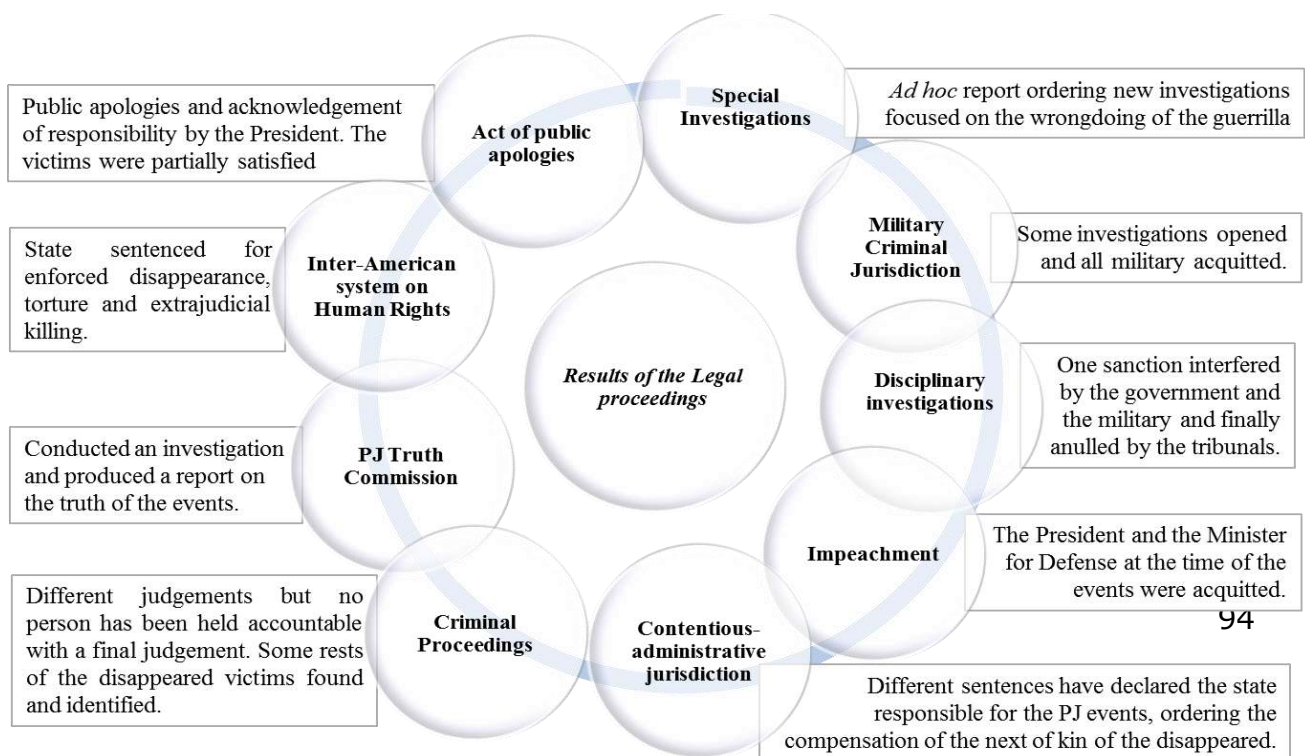 Special
Investigations
Ad hoc report ordering new investigations
focused on the wrongdoing of the guerrilla
Military
Criminal
Jurisdiction
Some investigations opened
and all military acquitted.
Disciplinary
investigations
One sanction interfered
by the government and
the military and finally
anulled by the tribunals.
Impeachment
The President and the Minister
for Defense at the time of the
events were acquitted.
94
Contentious-
administrative
jurisdiction
Different sentences have declared the state
responsible for the PJ events, ordering the
compensation of the next of kin of the disappeared.
Criminal
Proceedings
Different judgements but no
person has been held accountable
with a final judgement. Some rests
of the disappeared victims found
and identified.
PJ Truth
Commission
Conducted an investigation
and produced a report on
the truth of the events.
Inter-American
system on
Human Rights
State sentenced for
enforced disappearance,
torture and extrajudicial
killing.
Act of public
apologies
Public apologies and acknowledgement
of responsibility by the President. The
victims were partially satisfied
Results of the Legal
proceedings